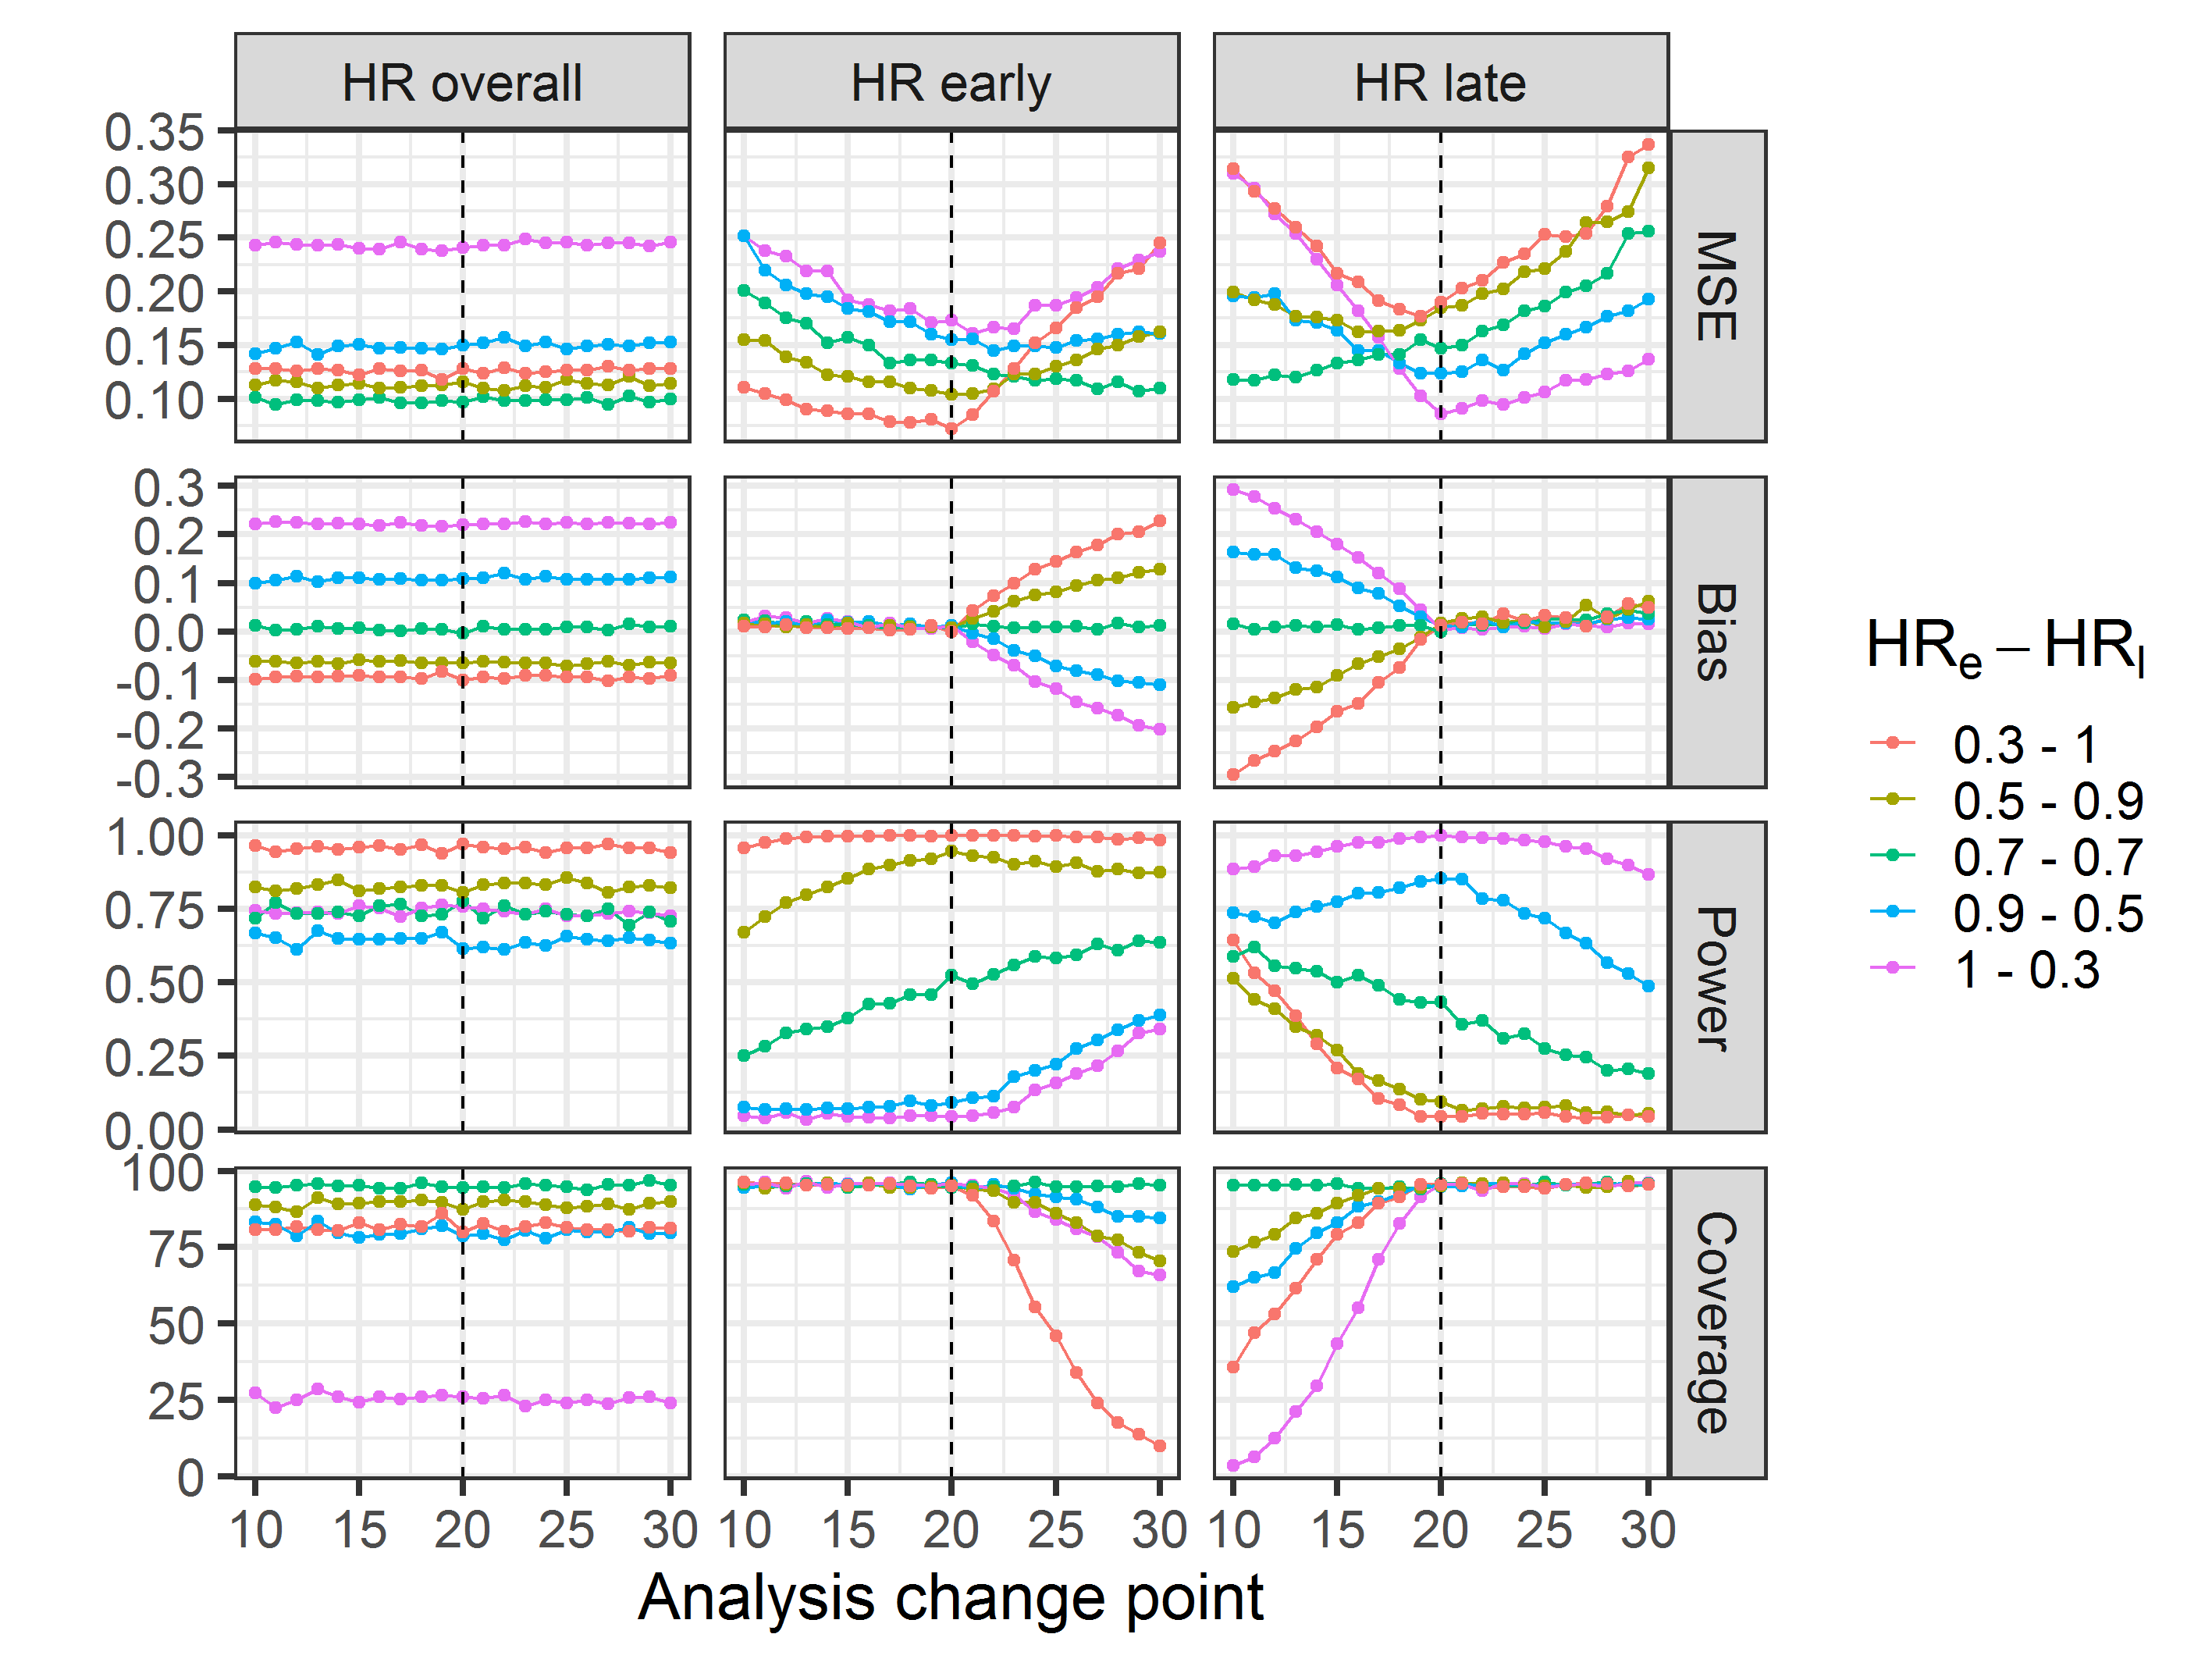 HR overall HR early HR late
0.35
0.30
0.25
0.20
0.15
0.10
MSE
0.3
0.2
0.1
0.0
-0.1
-0.2
-0.3
Bias
1.00
0.75
0.50
0.25
0.00
Power
100
75
50
25
0
Coverage
10 15 20 25 30 10 15 20 25 30 10 15 20 25 30
Analysis change point
HRe – HRl
0.3 - 1
0.5 - 0.9
0.7 - 0.7
0.9 - 0.5
1 - 0.3